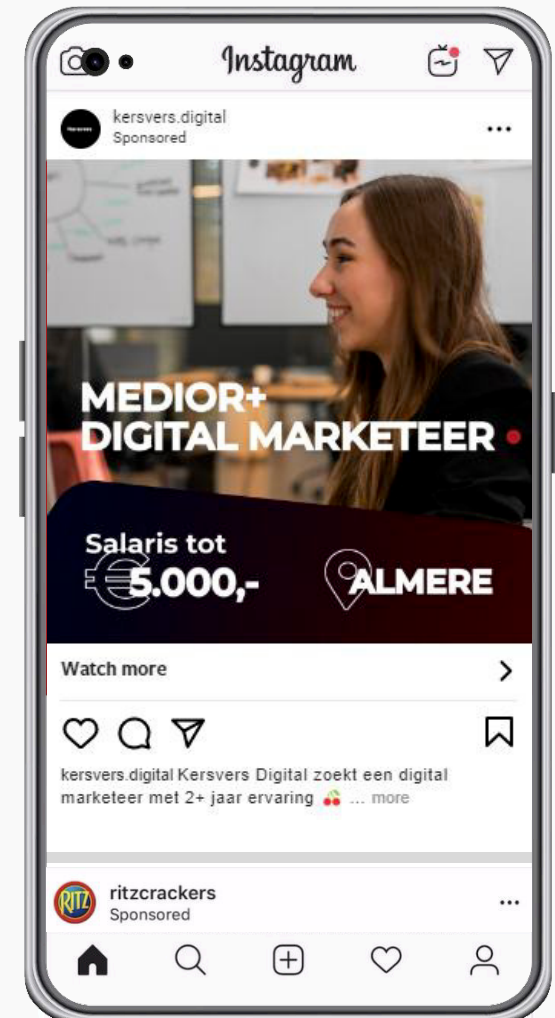 Instagram
kersvers.digital
Sponsored
MEDIOR+
DIGITAL MARKETEER
Salaris tot
€5.000,-
ALMERE
Watch more
kersvers.digital Kersvers Digital zoekt een digital
marketeer met 2+ jaar ervaring 🍒 ... more
RITZ
ritzcrackers
Sponsored